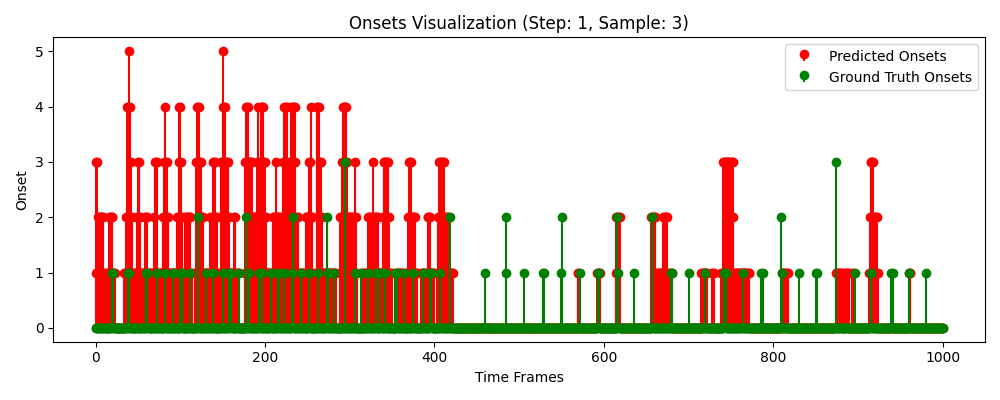 Onsets Visualization (Step: 1, Sample: 3)
Predicted Onsets
Ground Truth Onsets
5
4
3
2
1
0
Onset
0 200 400 600 800 1000
Time Frames